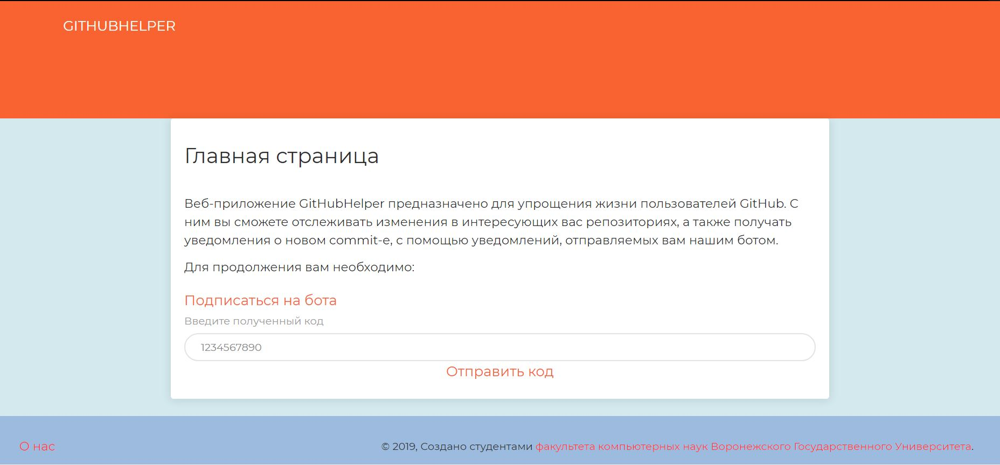 GITHUBHELPER
Главная страница
Веб-приложение GitHubHelper предназначено для упрощения жизни пользователей GitHub. С
ним вы сможете отслеживать изменения в интересующих вас репозиториях, а также получать
уведомления о новом commit-е, с помощью уведомлений, отправляемых вам нашим ботом.
Для продолжения вам необходимо:
Подписаться на бота
Введите полученный код
1234567890
Отправить код
О нас
© 2019, Создано студентами факультета компьютерных наук Воронежского Государственного Университета.